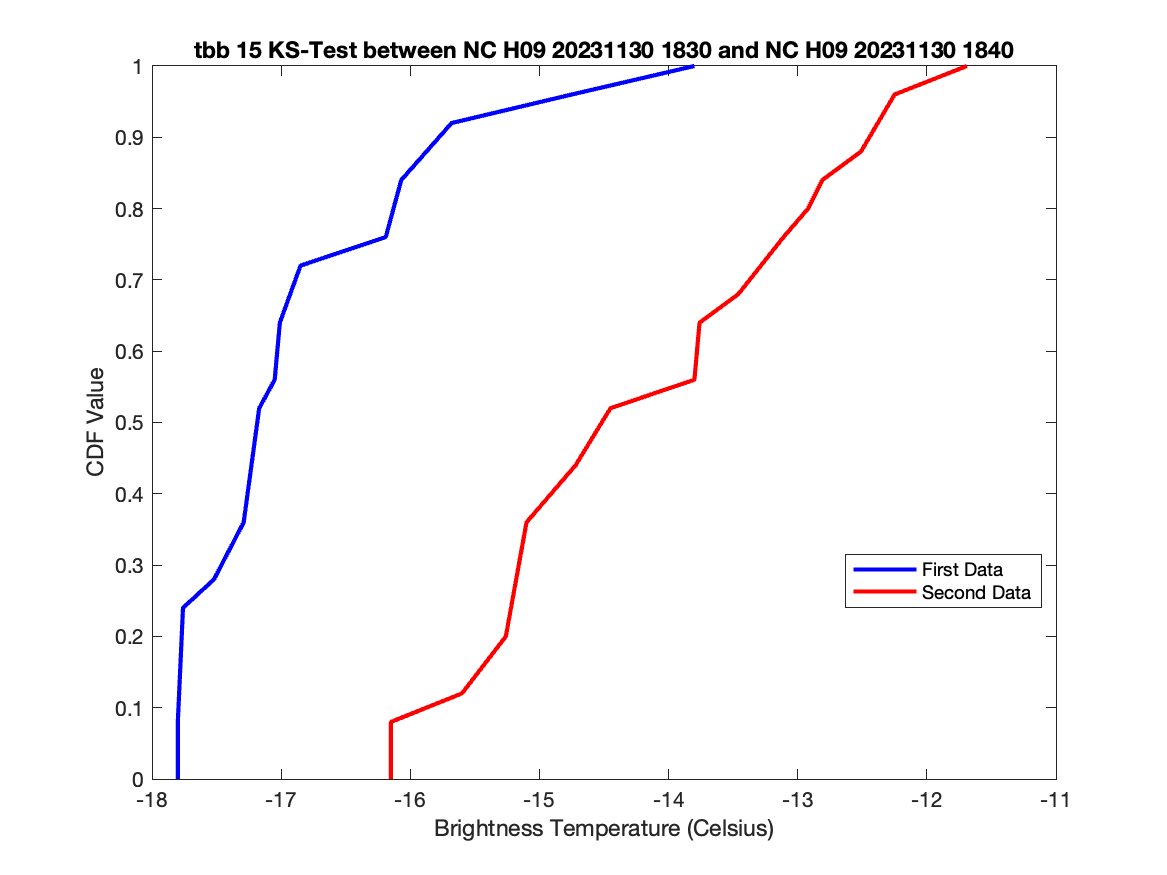 tbb 15 KS-Test between NC H09 20231130 1830 and NC H09 20231130 1840
1
0.9
0.8
0.7
0.6
0.5
0.4
0.3
0.2
0.1
0
CDF Value
First Data
Second Data
-18 -17 -16 -15 -14 -13 -12 -11
Brightness Temperature (Celsius)